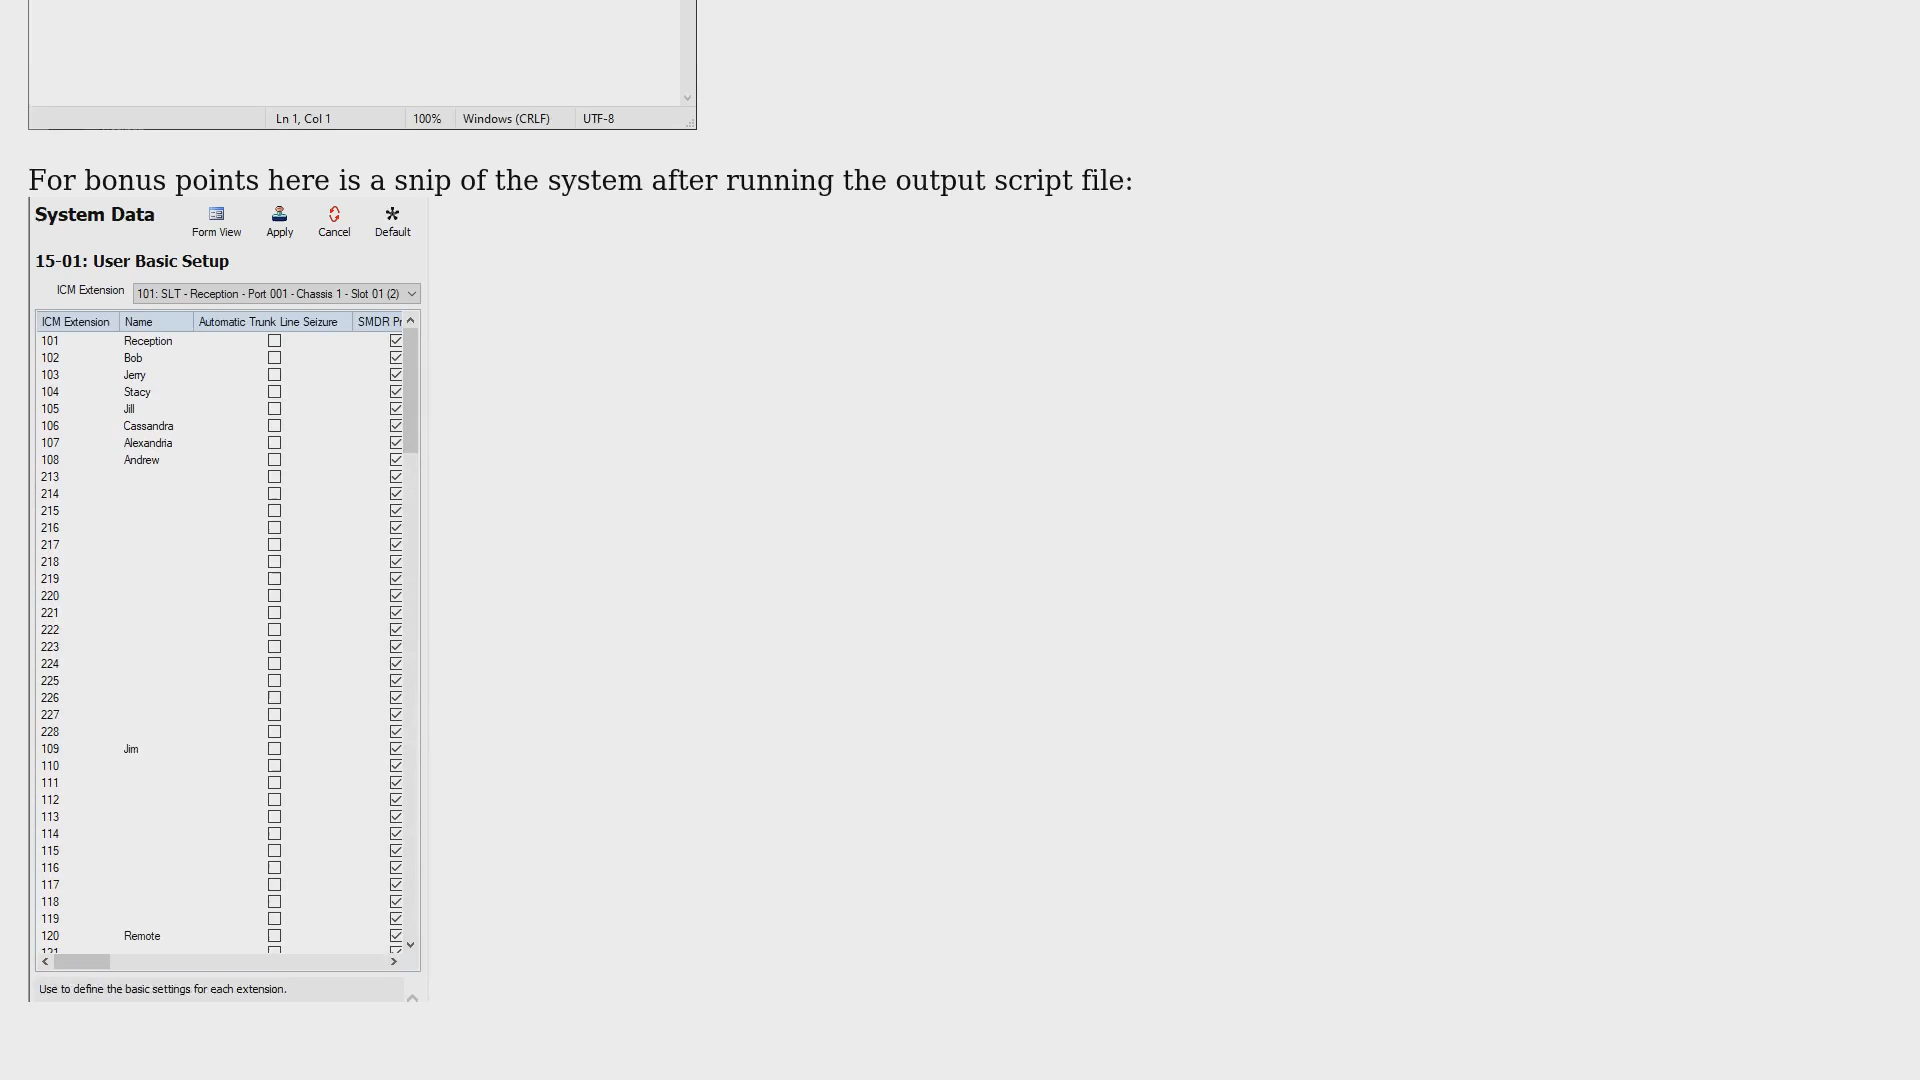 Ln 1, Col 1 100% Windows (CRLF) UTF-8
For bonus points here is a snip of the system after running the output script file:
System Data Form View Apply Cancel Default
15-01: User Basic Setup
ICM Extension 101: SLT - Reception - Port 001 - Chassis 1 - Slot 01 (2)
ICM Extension Name Automatic Trunk Line Seizure SMDR Pr
101 Reception
102 Bob
103 Jerry
104 Stacy
105 Jill
106 Cassandra
107 Alexandria
108 Andrew
213
214
215
216
217
218
219
220
221
222
223
224
225
226
227
228
109 Jim
110
111
112
113
114
115
116
117
118
119
120 Remote
121
Use to define the basic settings for each extension.